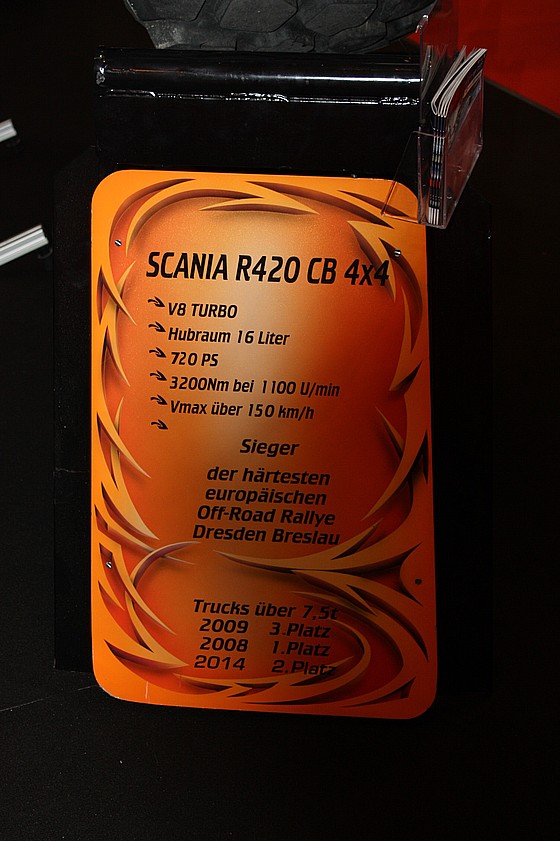 SCANIA R420 CB 4x4
V8 TURBO
Hubraum 16 Liter
720 PS
3200Nm bei 1100 U/min
Vmax über 150 km/h
Sieger
der härtesten
europäischen
Off-Road Rallye
Dresden Breslau
Trucks über 7,5t
2009 3.Platz
2008 1.Platz
2014 2.Platz